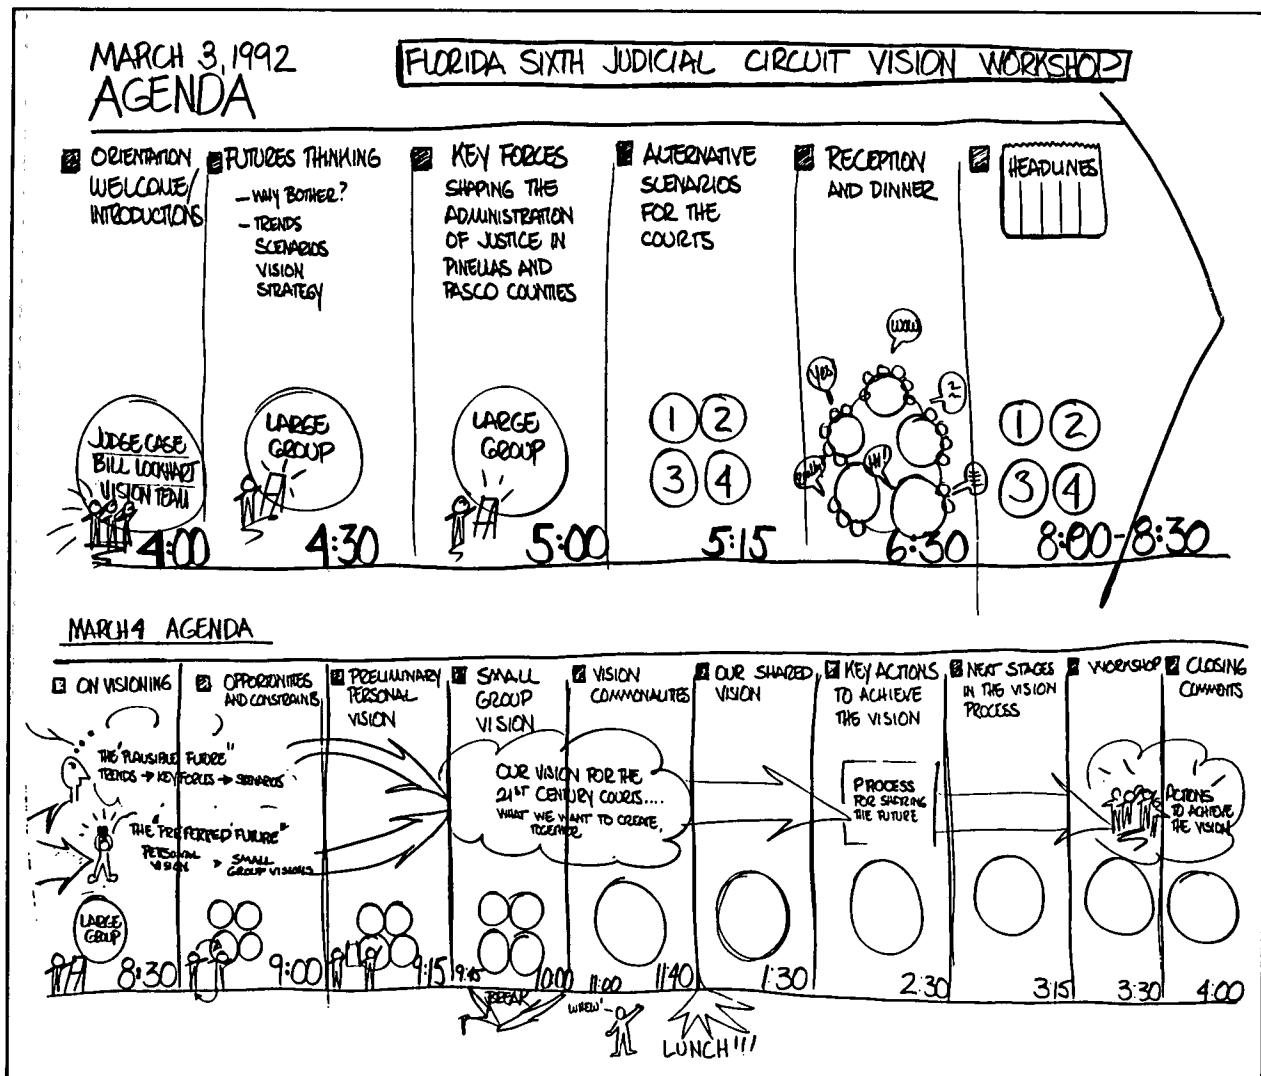 MARCH 3, 1992
AGENDA
FLORIDA SIXTH JUDICIAL CIRCUIT VISION WORKSHOP
ORIENTATION
WELCOME/
INTRODUCTIONS
JUDGE CASE
BILL LOCKHART
VISION TEAM
4:00
FUTURES THINKING
- WHY BOTHER?
- TRENDS
SCENARIOS
VISION
STRATEGY
LARGE
GROUP
4:30
KEY FORCES
SHAPING THE
ADMINISTRATION
OF JUSTICE IN
PINELLAS AND
PASCO COUNTIES
LARGE
GROUP
5:00
ALTERNATIVE
SCENARIOS
FOR THE
COURTS
1 2
3 4
5:15
RECEPTION
AND DINNER
WOW
Yes
Hi!
6:30
HEADLINES
1 2
3 4
8:00-8:30
MARCH 4 AGENDA
ON VISIONING
THE "PLAUSIBLE FUTURE"
TRENDS → KEY FORCES → SCENARIOS
THE "PREFERRED FUTURE"
PERSONAL
VISION
SMALL
GROUP VISIONS
LARGE
GROUP
8:30
OPPORTUNITIES
AND CONSTRAINTS
9:00
PRELIMINARY
PERSONAL
VISION
9:15
SMALL
GROUP
VISION
OUR VISION FOR THE
21ST CENTURY COURTS....
WHAT WE WANT TO CREATE
TOGETHER
9:45
10:00
BREAK
VISION
COMMONALITES
11:00
11:40
WHEW!
LUNCH!!!
OUR SHARED
VISION
1:30
KEY ACTIONS
TO ACHIEVE
THE VISION
PROCESS
FOR SHARING
THE FUTURE
2:30
NEXT STAGES
IN THE VISION
PROCESS
3:15
WORKSHOP
3:30
CLOSING
COMMENTS
ACTIONS
TO ACHIEVE
THE VISION
4:00